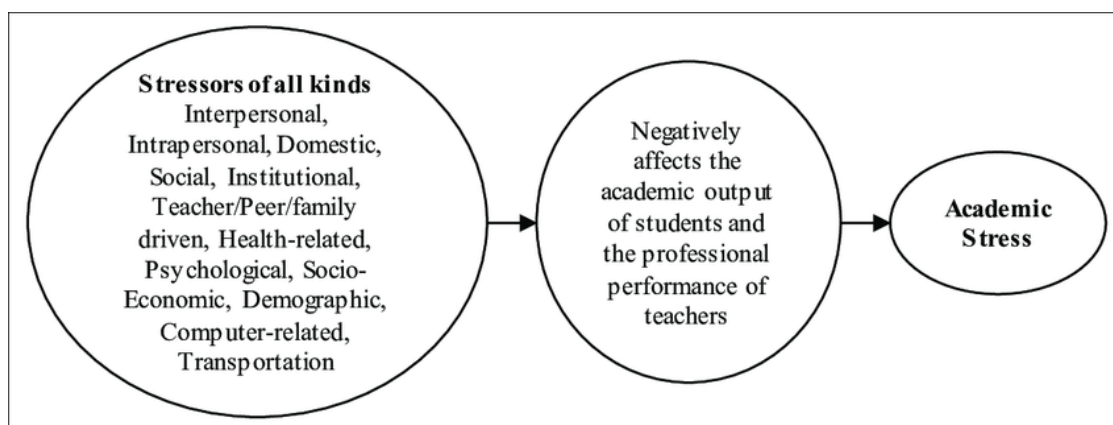 Stressors of all kinds
Interpersonal,
Intrapersonal, Domestic,
Social, Institutional,
Teacher/Peer/family
driven, Health-related,
Psychological, Socio-
Economic, Demographic,
Computer-related,
Transportation
Negatively
affects the
academic output
of students and
the professional
performance of
teachers
Academic
Stress